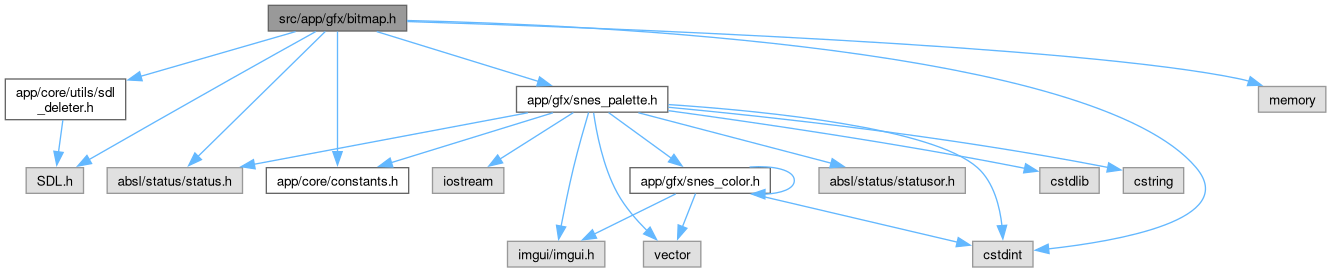 src/app/gfx/bitmap.h
app/core/utils/sdl
_deleter.h
app/gfx/snes_palette.h
memory
SDL.h
absl/status/status.h
app/core/constants.h
iostream
app/gfx/snes_color.h
absl/status/statusor.h
cstdlib
cstring
imgui/imgui.h
vector
cstdint